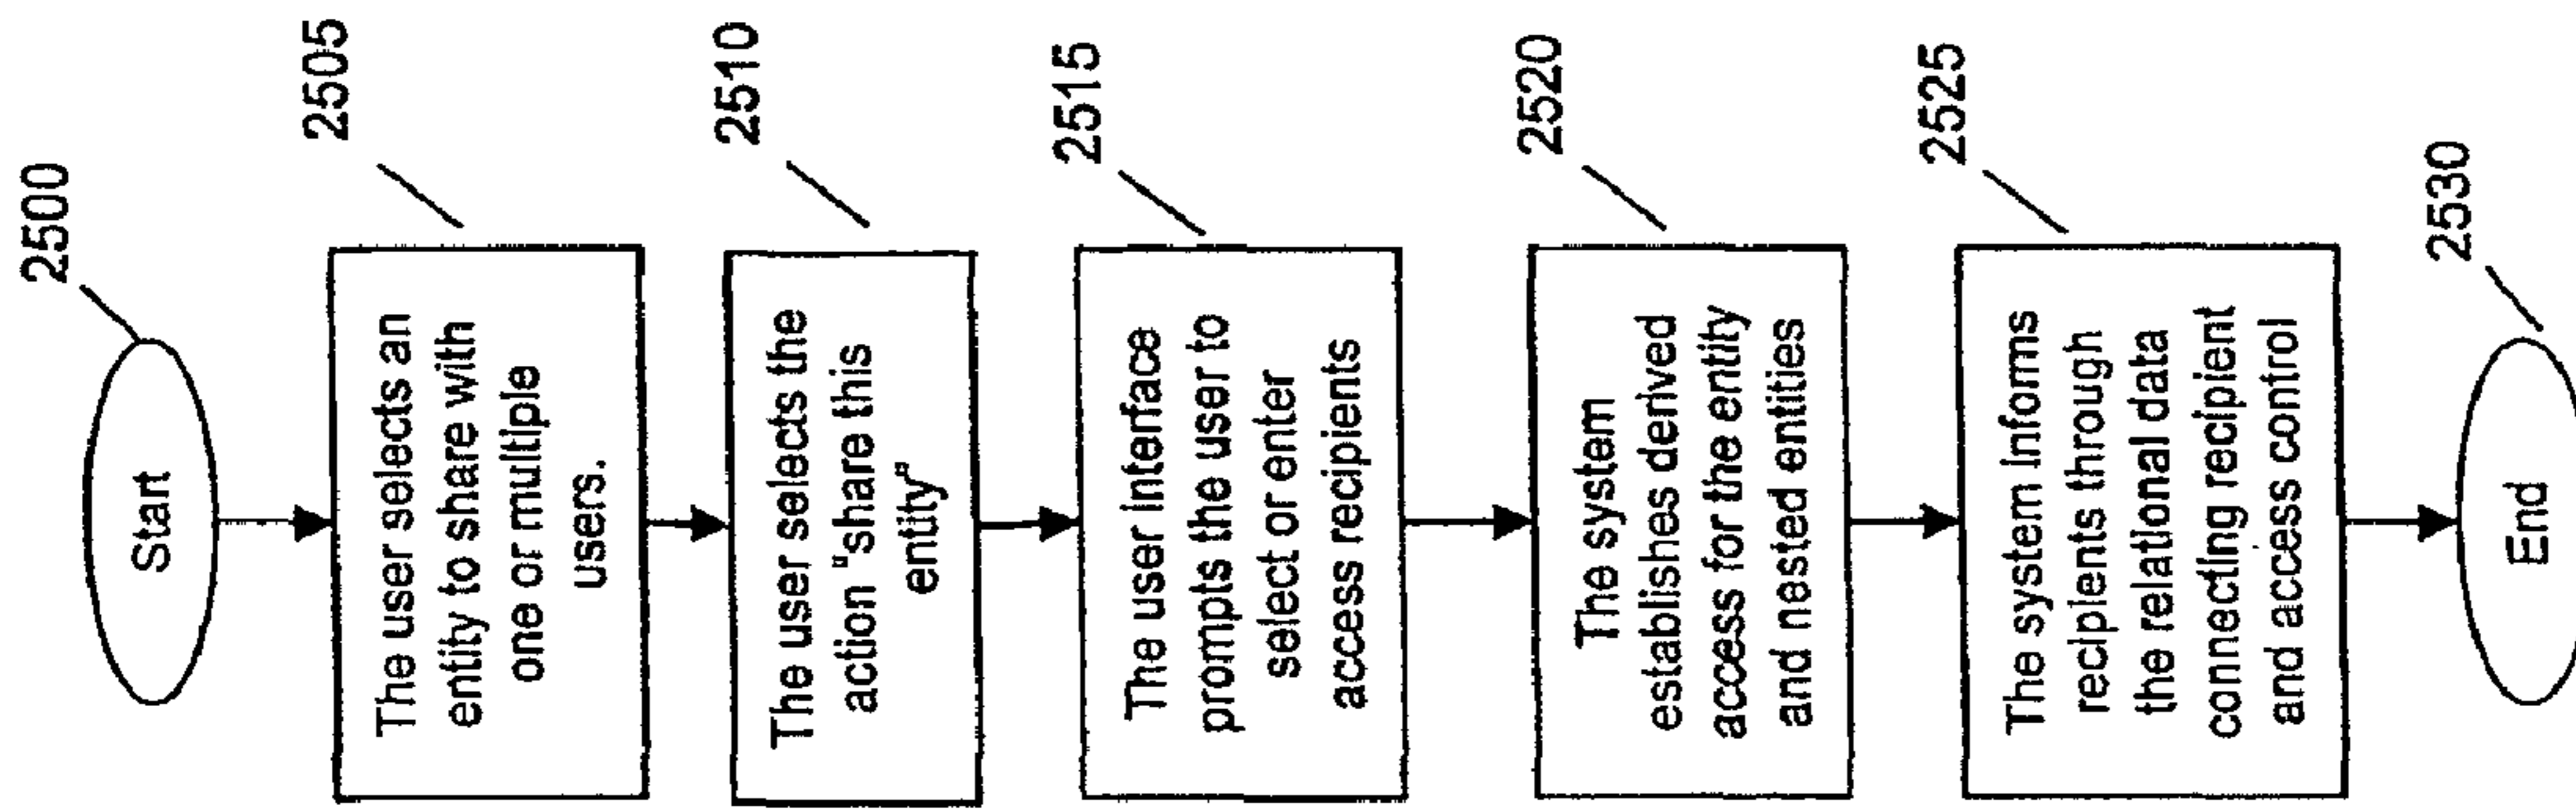 2500
Start
2505
The user selects an
entity to share with
one or multiple
users.
2510
The user selects the
action "share this
entity"
2515
The user interface
prompts the user to
select or enter
access recipients
2520
The system
establishes derived
access for the entity
and nested entities
2525
The system informs
recipients through
the relational data
connecting recipient
and access control
2530
End